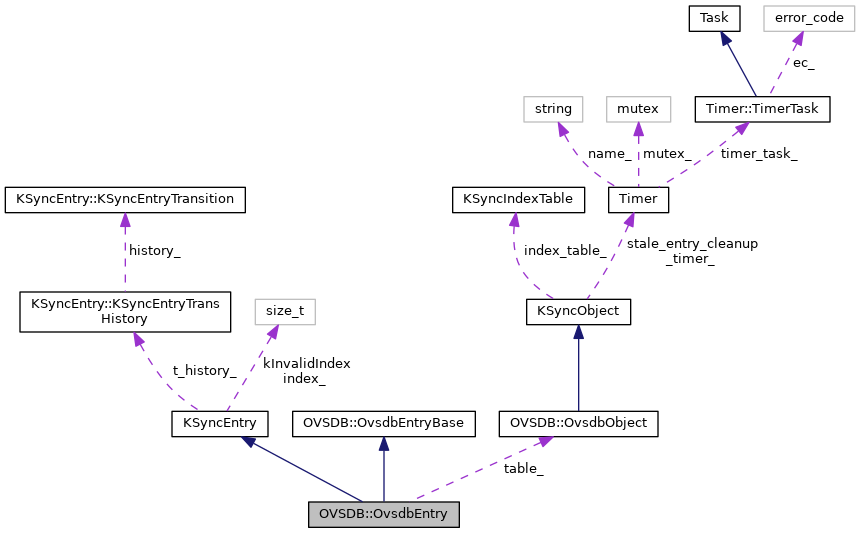 Task
error_code
ec_
string
mutex
Timer::TimerTask
name_
mutex_
timer_task_
KSyncEntry::KSyncEntryTransition
KSyncIndexTable
Timer
history_
index_table_
stale_entry_cleanup
_timer_
KSyncEntry::KSyncEntryTrans
History
size_t
KSyncObject
t_history_
kInvalidIndex
index_
KSyncEntry
OVSDB::OvsdbEntryBase
OVSDB::OvsdbObject
table_
OVSDB::OvsdbEntry